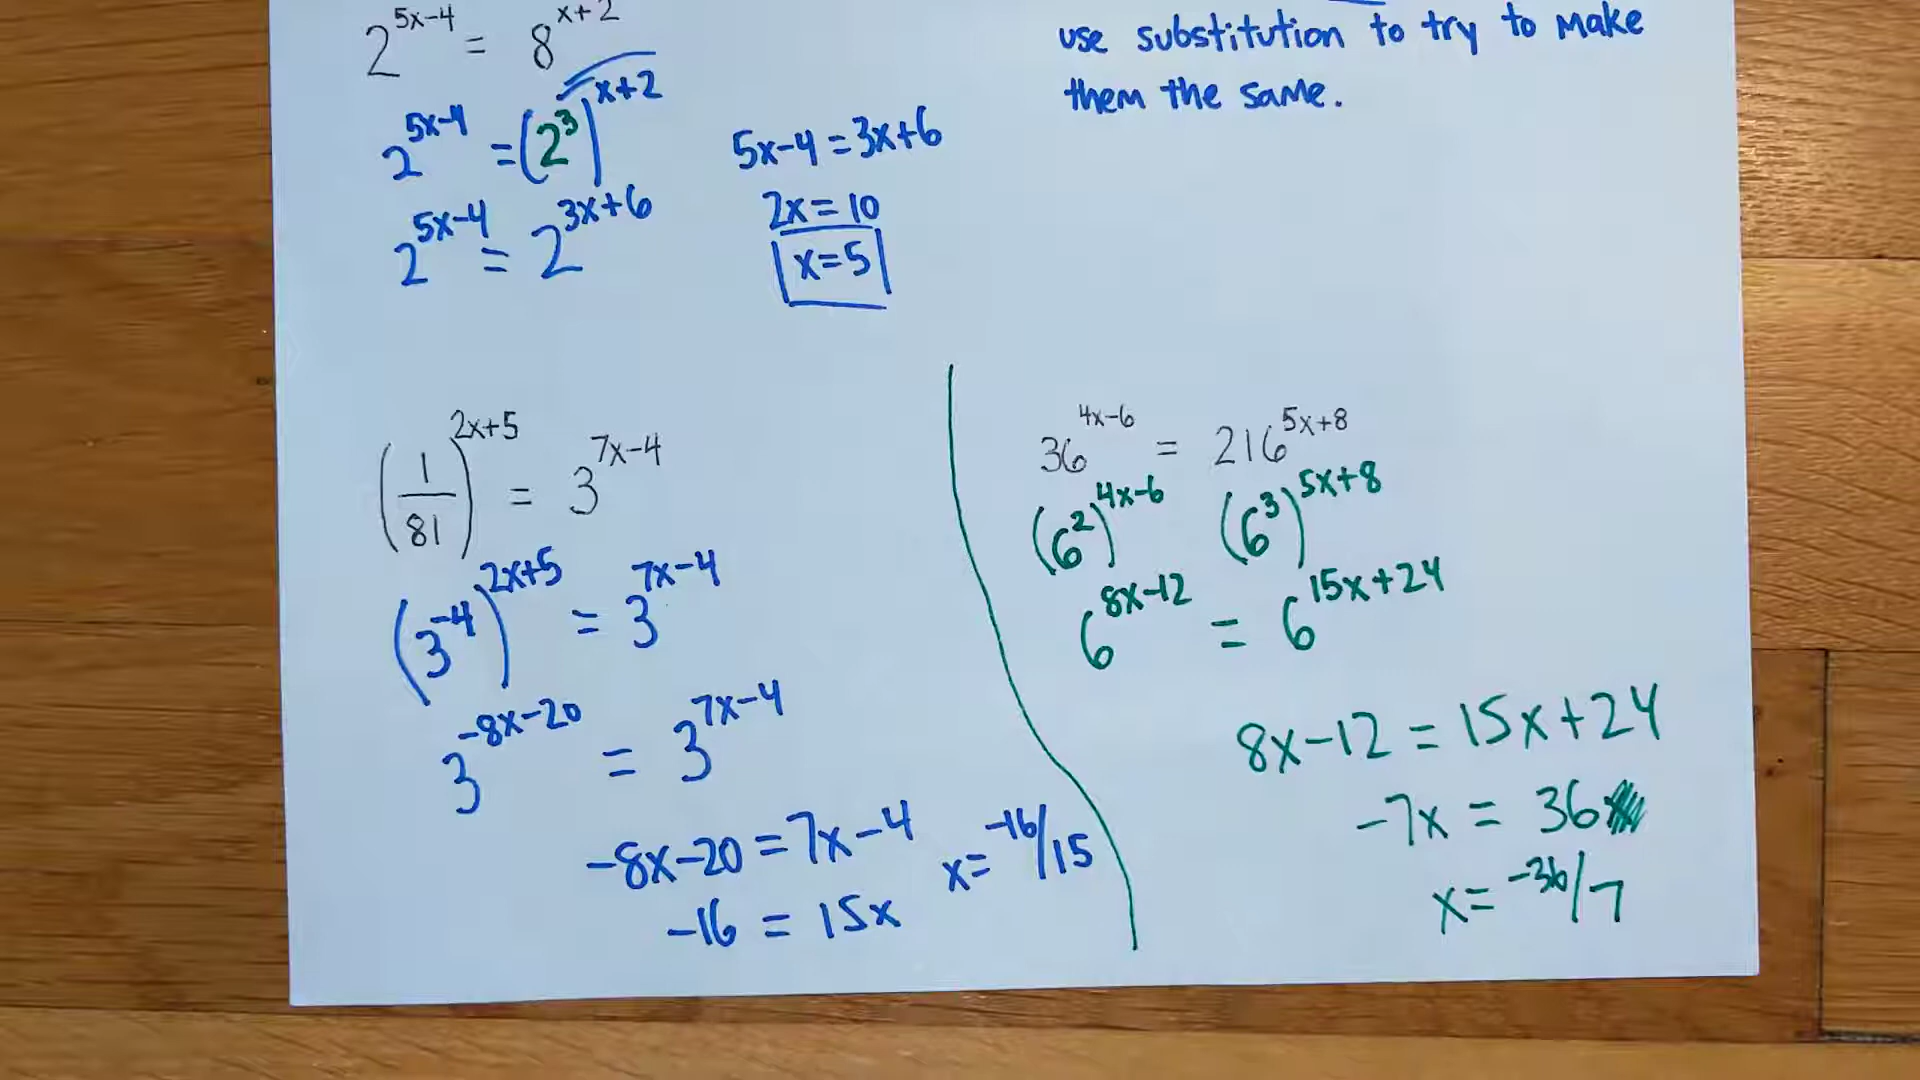 2^{5x-4} = 8^{x+2}
2^{5x-4} = (2^3)^{x+2}
2^{5x-4} = 2^{3x+6}
5x-4=3x+6
2x=10
x=5
use substitution to try to make
them the same.
(1/81)^{2x+5} = 3^{7x-4}
(3^{-4})^{2x+5} = 3^{7x-4}
3^{-8x-20} = 3^{7x-4}
-8x-20=7x-4
-16 = 15x
x=-16/15
36^{4x-6} = 216^{5x+8}
(6^2)^{4x-6} (6^3)^{5x+8}
6^{8x-12} = 6^{15x+24}
8x-12=15x+24
-7x = 36
x=-36/7